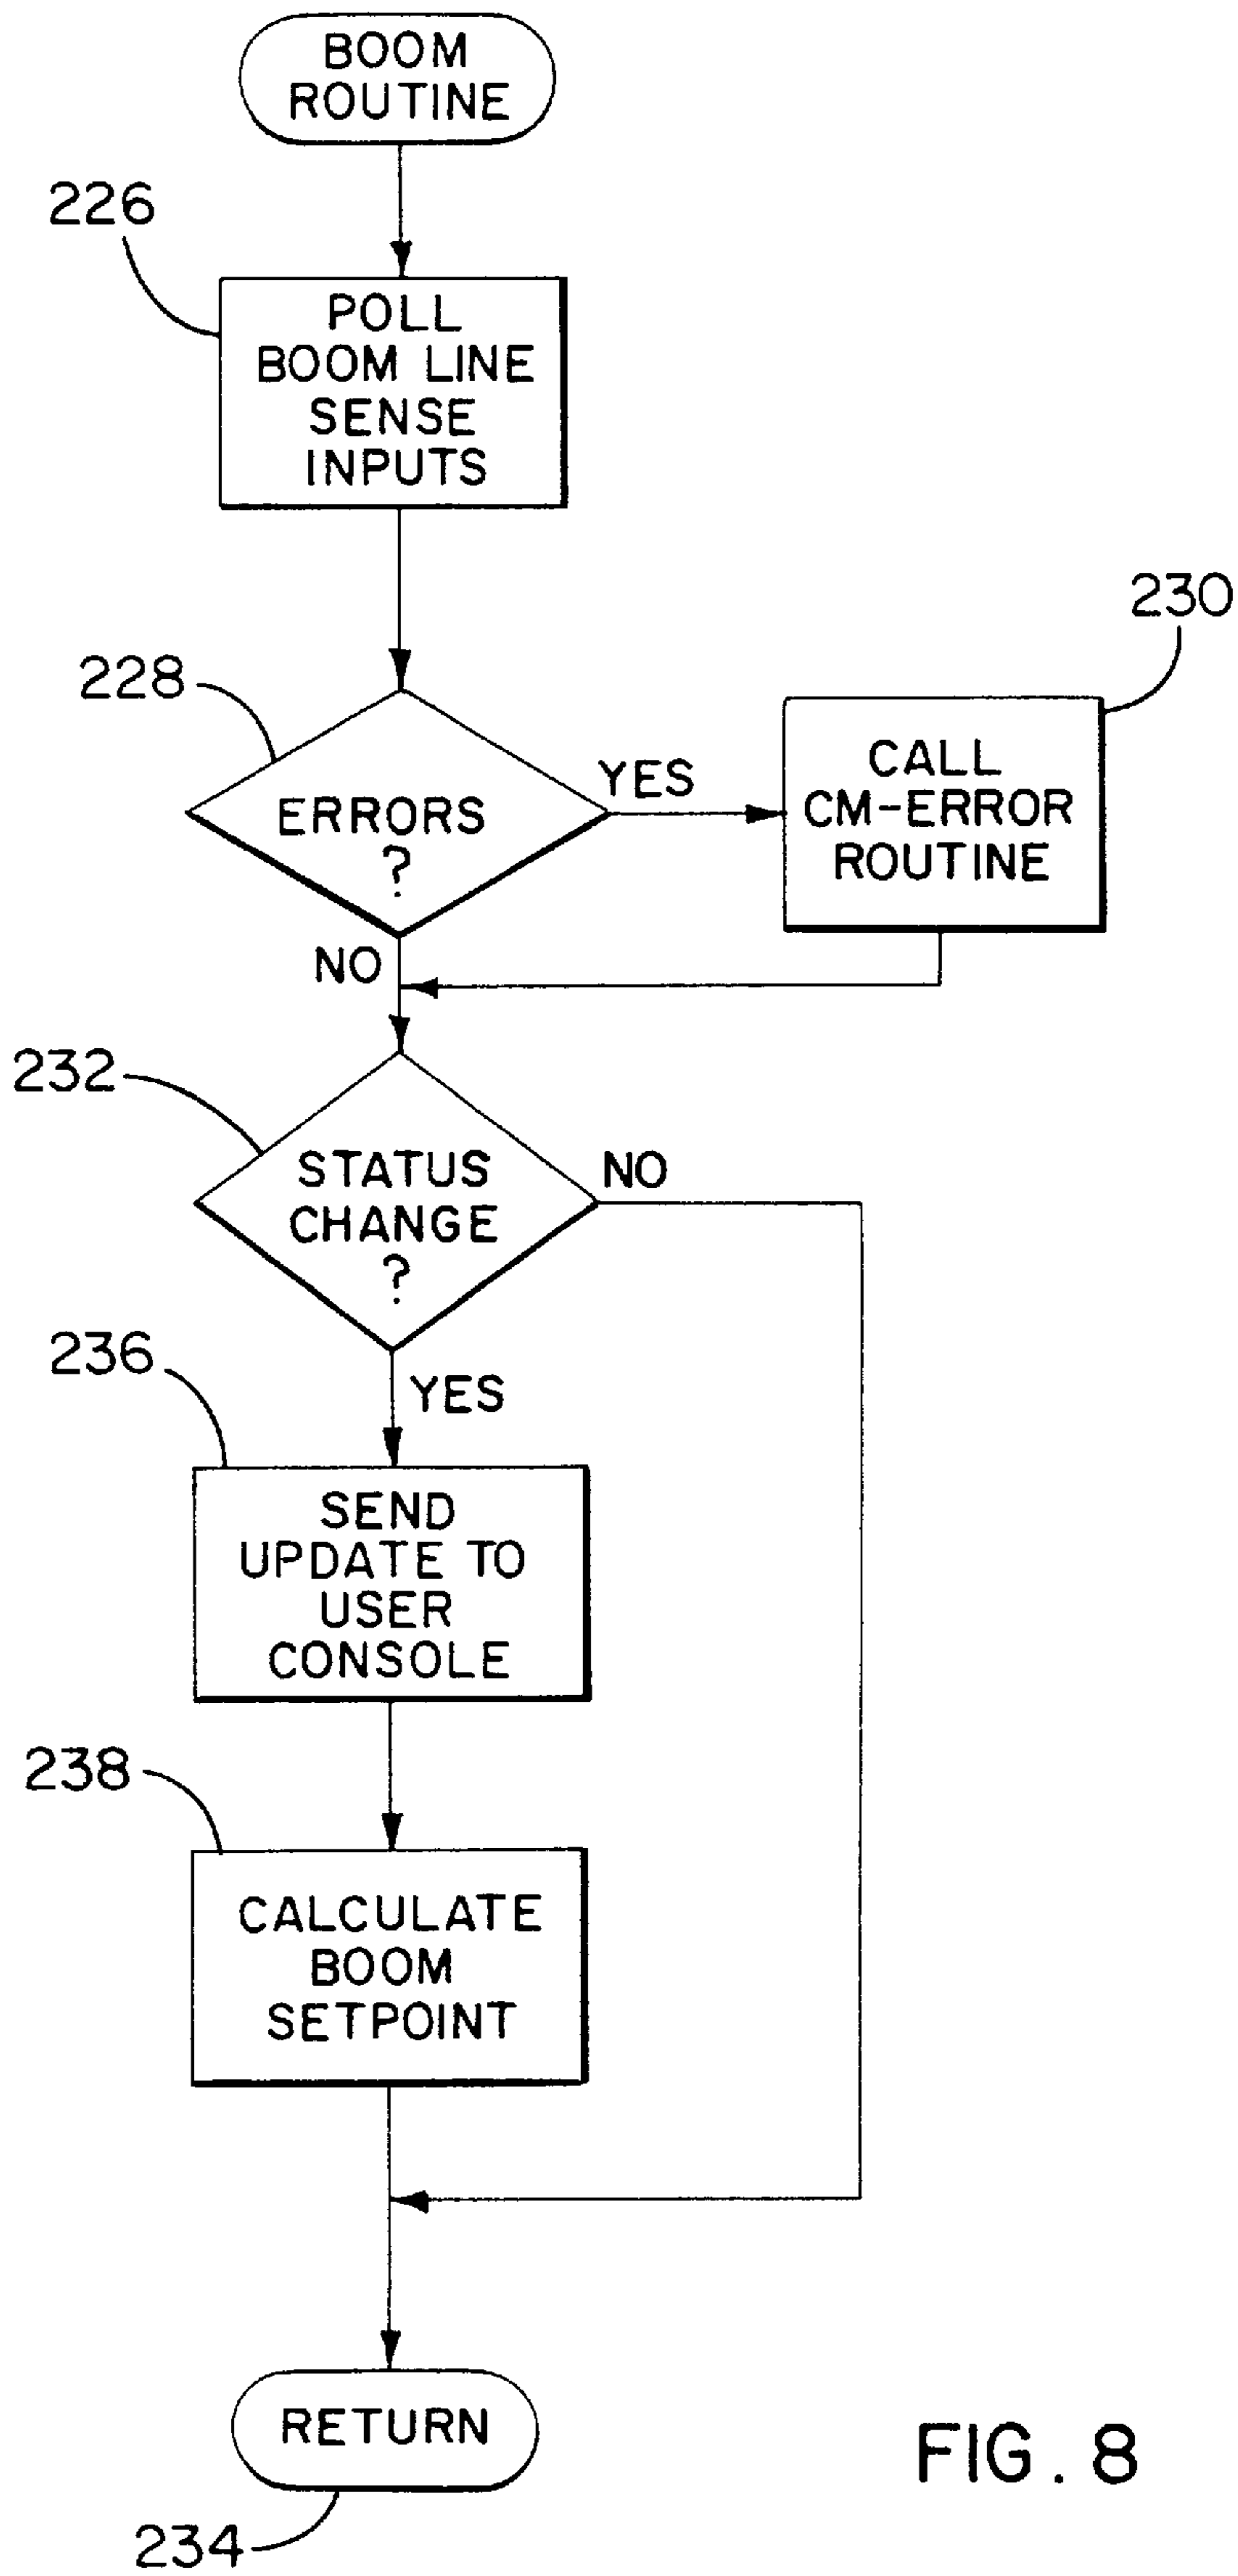 BOOM
ROUTINE
226
POLL
BOOM LINE
SENSE
INPUTS
230
228
ERRORS
?
YES
CALL
CM-ERROR
ROUTINE
NO
232
STATUS
CHANGE
?
NO
236
YES
SEND
UPDATE TO
USER
CONSOLE
238
CALCULATE
BOOM
SETPOINT
RETURN
234
FIG. 8